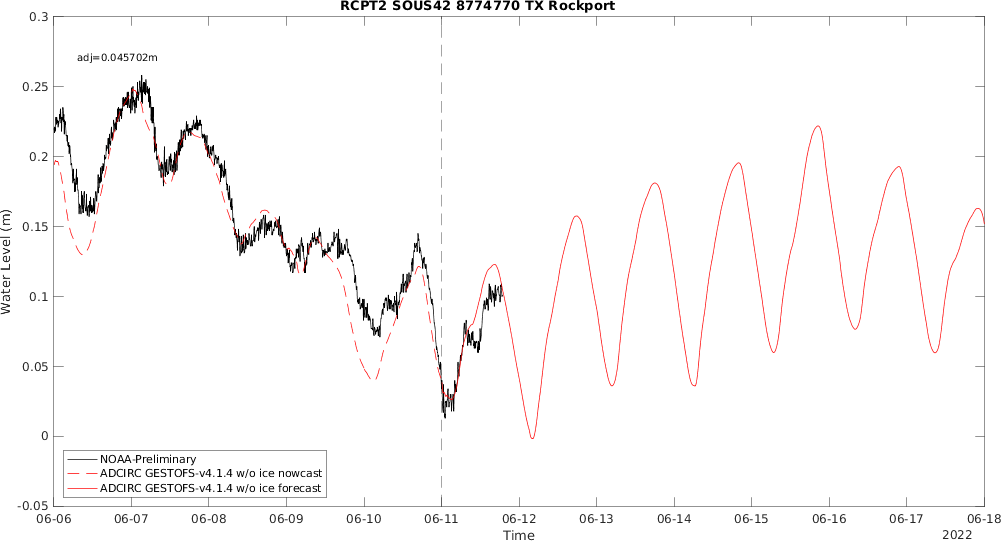 RCPT2 SOUS42 8774770 TX Rockport
adj=0.045702m
Water Level (m)
0.3
0.25
0.2
0.15
0.1
0.05
0
-0.05
NOAA-Preliminary
ADCIRC GESTOFS-v4.1.4 w/o ice nowcast
ADCIRC GESTOFS-v4.1.4 w/o ice forecast
06-06 06-07 06-08 06-09 06-10 06-11 06-12 06-13 06-14 06-15 06-16 06-17 06-18
Time
2022